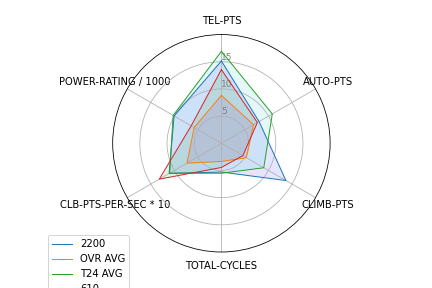 TEL-PTS
POWER-RATING / 1000
AUTO-PTS
15
10
5
CLB-PTS-PER-SEC * 10
CLIMB-PTS
TOTAL-CYCLES
2200
OVR AVG
T24 AVG